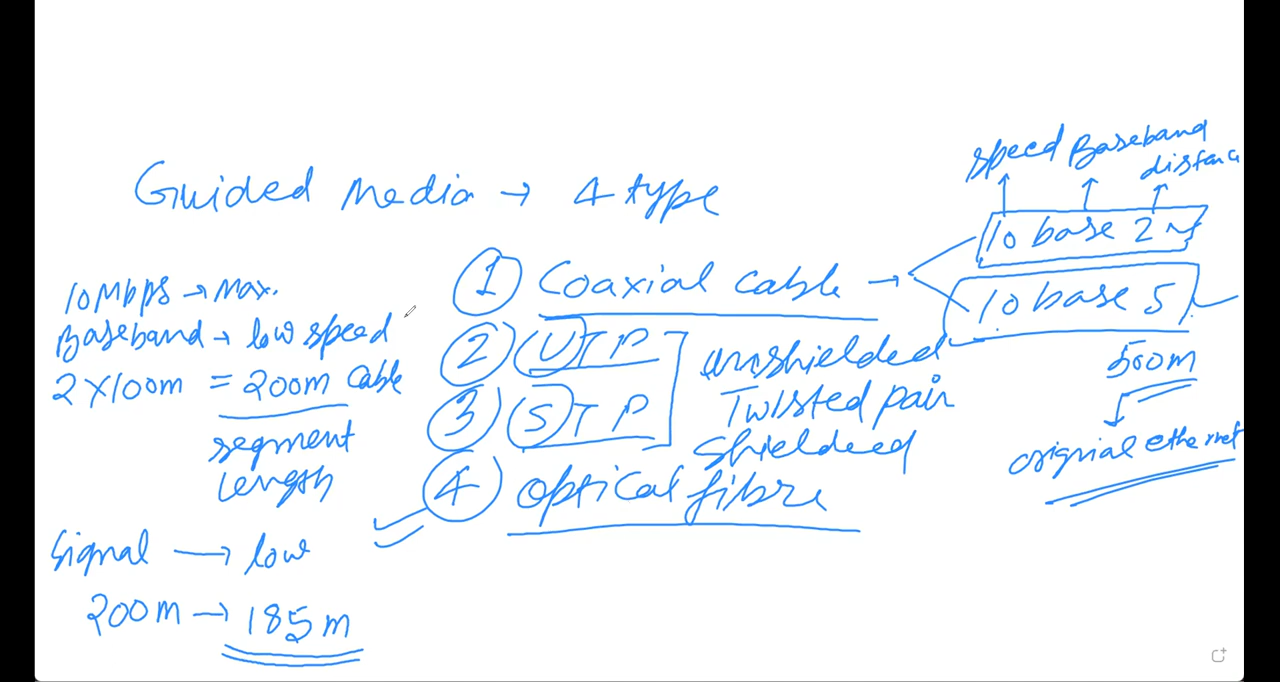 Guided Media → 4 type
① Coaxial cable →
② UTP
③ STP
④ optical fibre
unshielded
Twisted pair
shieldeed
speed Baseband distance
10 base 2
10 base 5
500m
original ethernet
10Mbps → Max.
Baseband → low speed
2 X 100m = 200m Cable
segment
length
Signal → low
200m → 185m